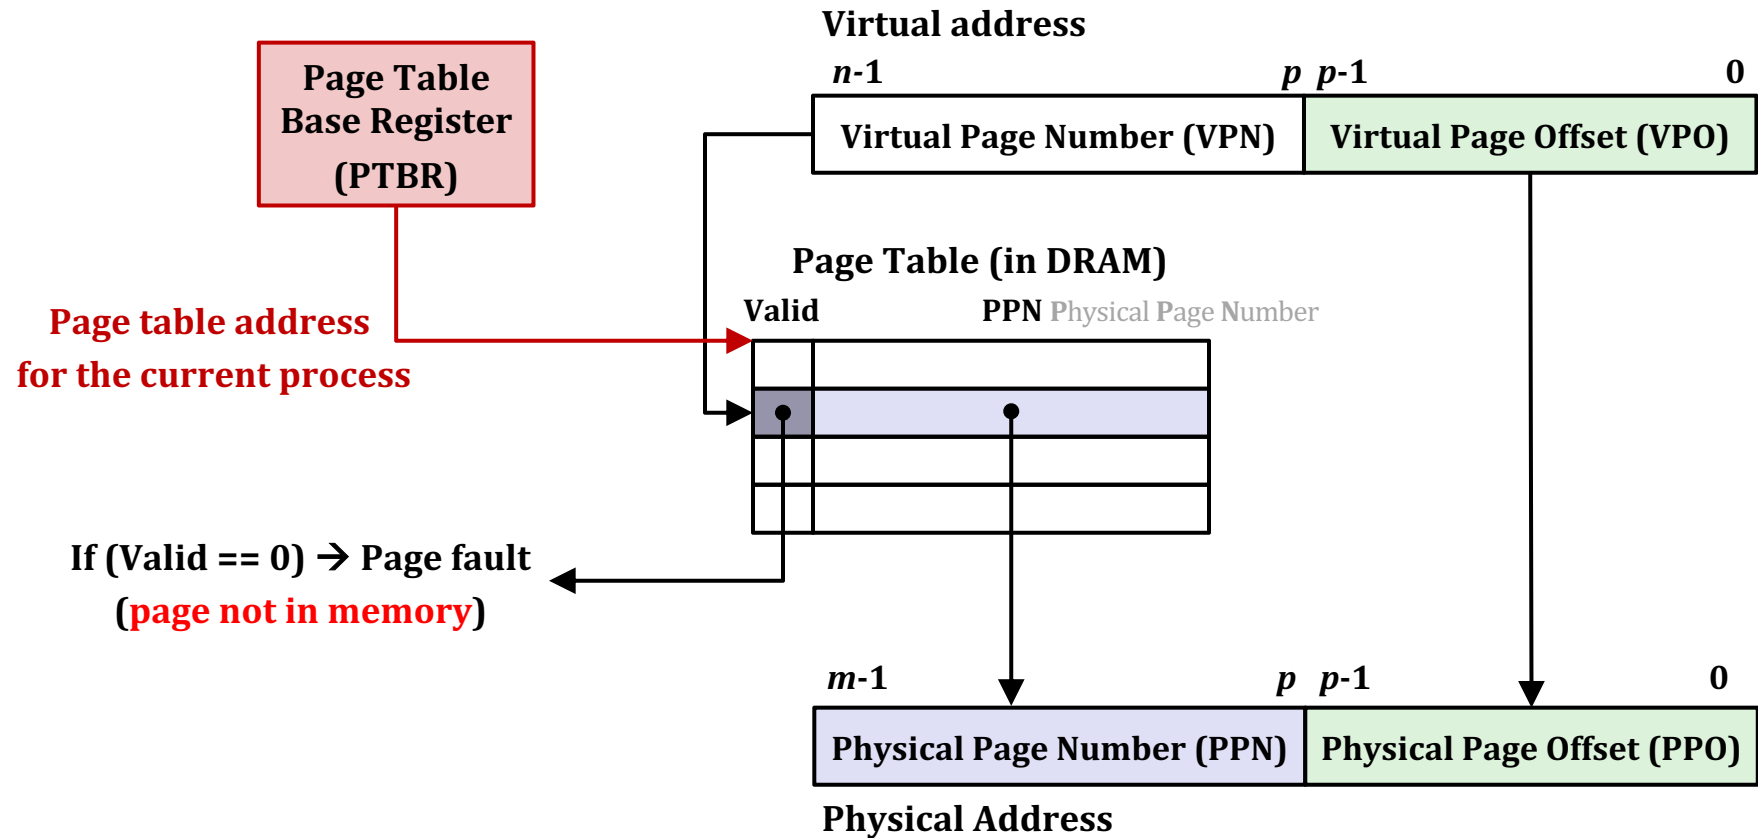 Virtual address
n-1 p p-1 0
Page Table
Base Register
(PTBR)
Virtual Page Number (VPN) Virtual Page Offset (VPO)
Page Table (in DRAM)
Valid PPN Physical Page Number
Page table address
for the current process
If (Valid == 0) → Page fault
(page not in memory)
m-1 p p-1 0
Physical Page Number (PPN) Physical Page Offset (PPO)
Physical Address